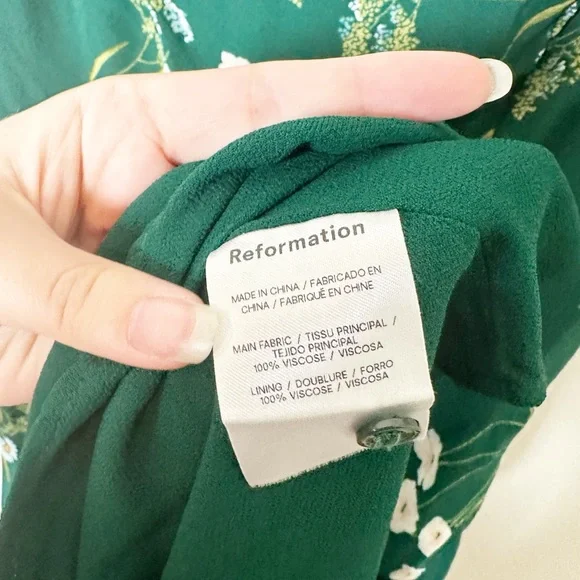 Reformation
MADE IN CHINA / FABRICADO EN
CHINA / FABRIQUÉ EN CHINE
MAIN FABRIC / TISSU PRINCIPAL /
TEJIDO PRINCIPAL
100% VISCOSE / VISCOSA
LINING / DOUBLURE / FORRO
100% VISCOSE / VISCOSA